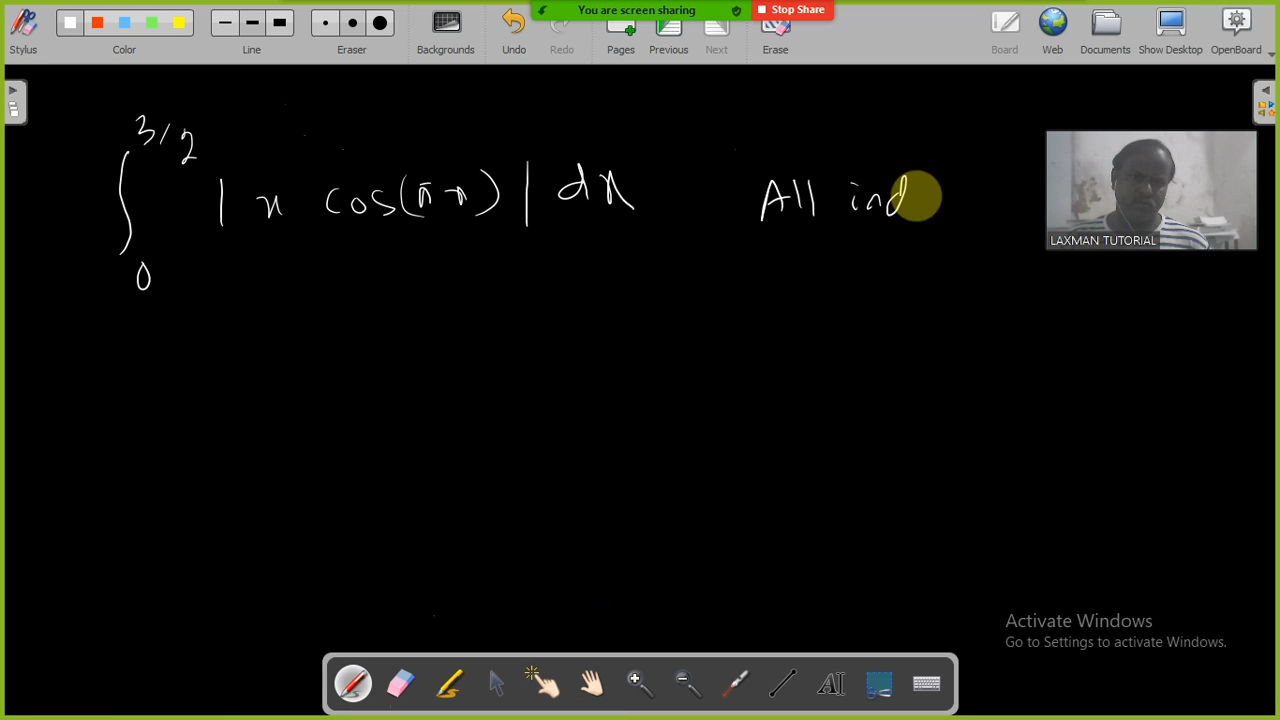 You are screen sharing
Stop Share
Stylus
Color
Line
Eraser
Backgrounds
Undo
Redo
Pages
Previous
Next
Erase
Board
Web
Documents
Show Desktop
OpenBoard
∫₀^{3/2} | x cos(πx) | dx
All ind
LAXMAN TUTORIAL
Activate Windows
Go to Settings to activate Windows.
AI